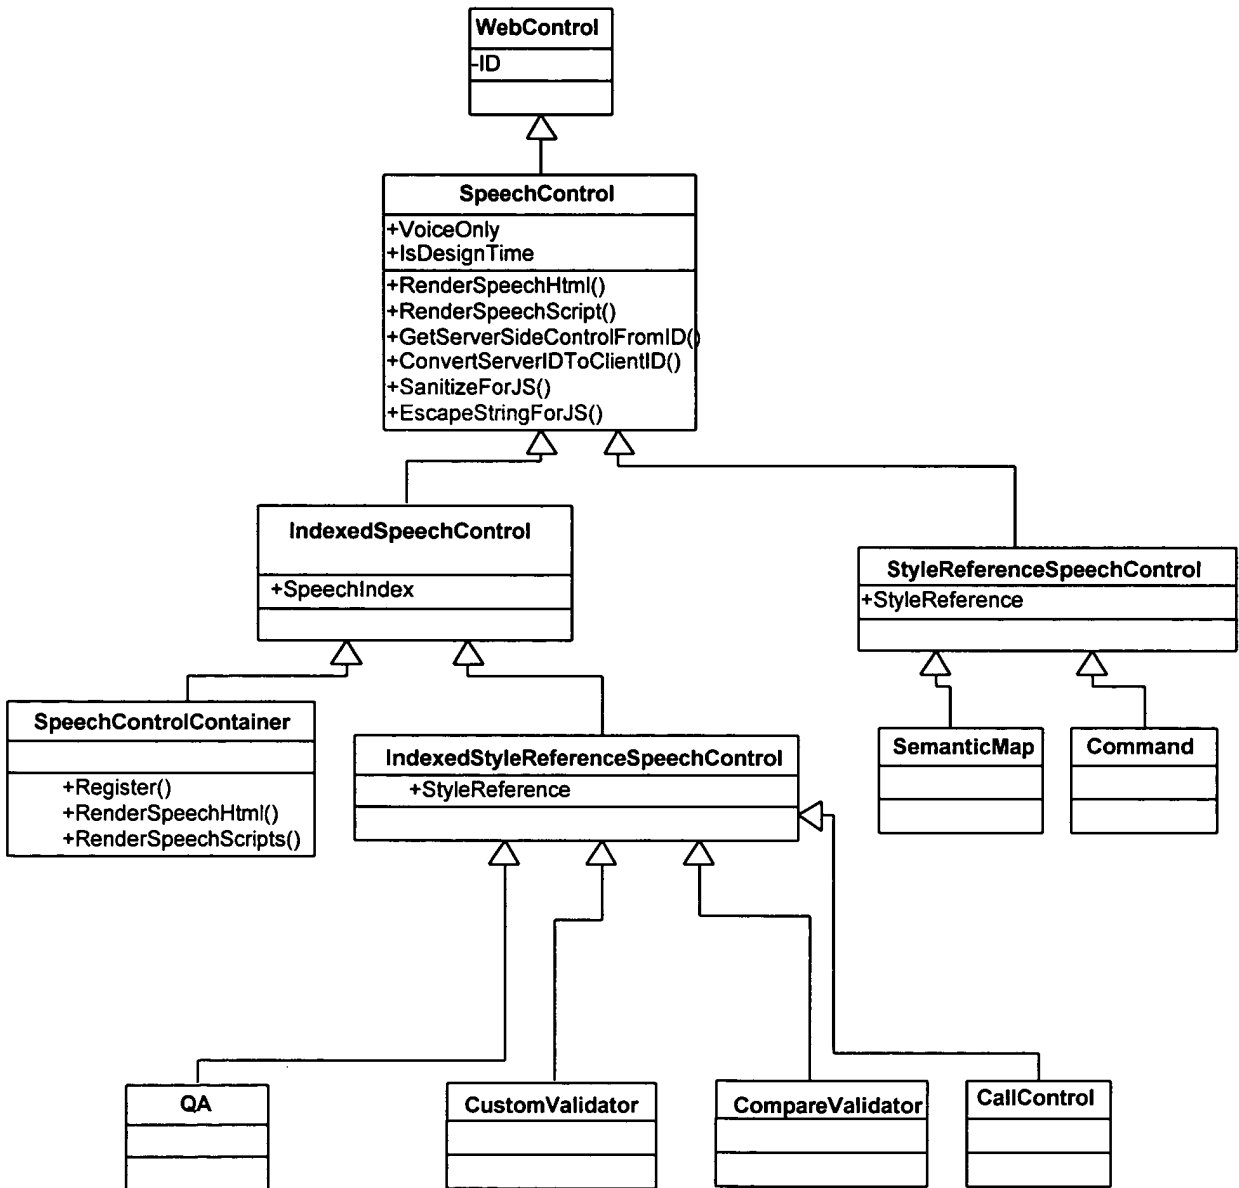 WebControl
-ID
SpeechControl
+VoiceOnly
+IsDesignTime
+RenderSpeechHtml()
+RenderSpeechScript()
+GetServerSideControlFromID()
+ConvertServerIDToClientID()
+SanitizeForJS()
+EscapeStringForJS()
IndexedSpeechControl
+SpeechIndex
StyleReferenceSpeechControl
+StyleReference
SpeechControlContainer
+Register()
+RenderSpeechHtml()
+RenderSpeechScripts()
IndexedStyleReferenceSpeechControl
+StyleReference
SemanticMap
Command
QA
CustomValidator
CompareValidator
CallControl